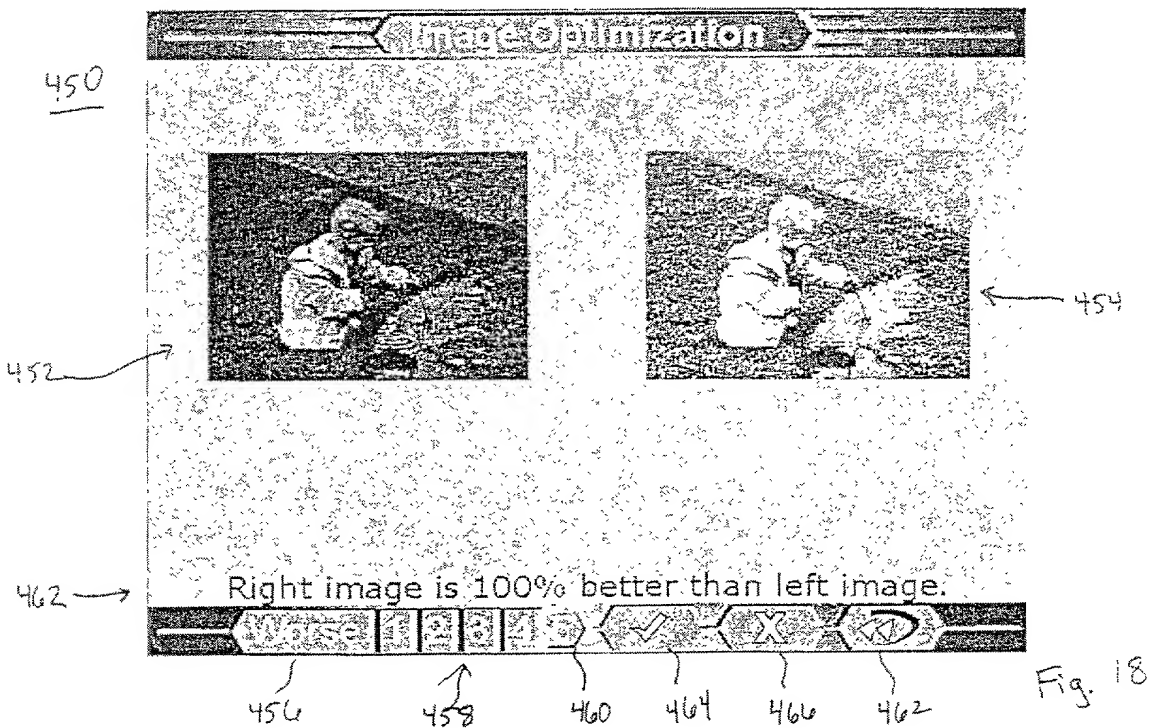 Image Optimization
450
454
452
Right image is 100% better than left image.
462
Worse 1 2 3 4 5
456 458 460 464 466 462
Fig. 18